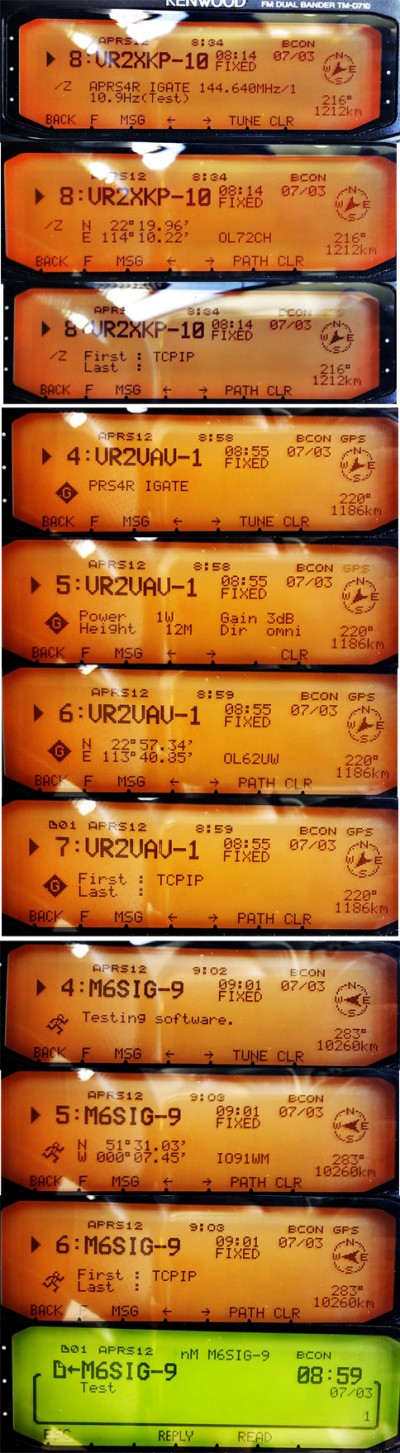 KENWOOD FM DUAL BANDER TM-D710
APRS12 8:34 BCON
8:VR2XKP-10 08:14 07/03
FIXED
/Z APRS4R IGATE 144.640MHz/1
10.9Hz(Test) 216°
1212km
BACK F MSG ← → TUNE CLR
8:34 BCON
8:VR2XKP-10 08:14 07/03
FIXED
/Z N 22°19.96'
E 114°10.22' OL72CH 216°
1212km
BACK F MSG ← → PATH CLR
8:34 BCON
8:VR2XKP-10 08:14 07/03
FIXED
/Z First : TCPIP
Last : 216°
1212km
BACK F MSG ← → PATH CLR
APRS12 8:58 BCON GPS
4:VR2VAV-1 08:55 07/03
FIXED
G PRS4R IGATE
220°
1186km
BACK F MSG ← → TUNE CLR
APRS12 8:58 BCON GPS
5:VR2VAV-1 08:55 07/03
FIXED
G Power 1W Gain 3dB
Height 12M Dir omni 220°
1186km
BACK F MSG ← → CLR
APRS12 8:59 BCON GPS
6:VR2VAV-1 08:55 07/03
FIXED
G N 22°57.34'
E 113°40.85' OL62UW 220°
1186km
BACK F MSG ← → PATH CLR
01 APRS12 8:59 BCON GPS
7:VR2VAV-1 08:55 07/03
FIXED
G First : TCPIP
Last : 220°
1186km
BACK F MSG ← → PATH CLR
APRS12 9:02 BCON
4:M6SIG-9 09:01 07/03
FIXED
Testing software.
283°
10260km
BACK F MSG ← → TUNE CLR
APRS12 9:03 BCON
5:M6SIG-9 09:01 07/03
FIXED
N 51°31.03'
W 000°07.45' IO91WM 283°
10260km
BACK F MSG ← → PATH CLR
APRS12 9:03 BCON GPS
6:M6SIG-9 09:01 07/03
FIXED
First : TCPIP
Last : 283°
10260km
BACK F MSG ← → PATH CLR
01 APRS12 nM M6SIG-9 BCON
←M6SIG-9 08:59
Test 07/03
1
ESC REPLY READ